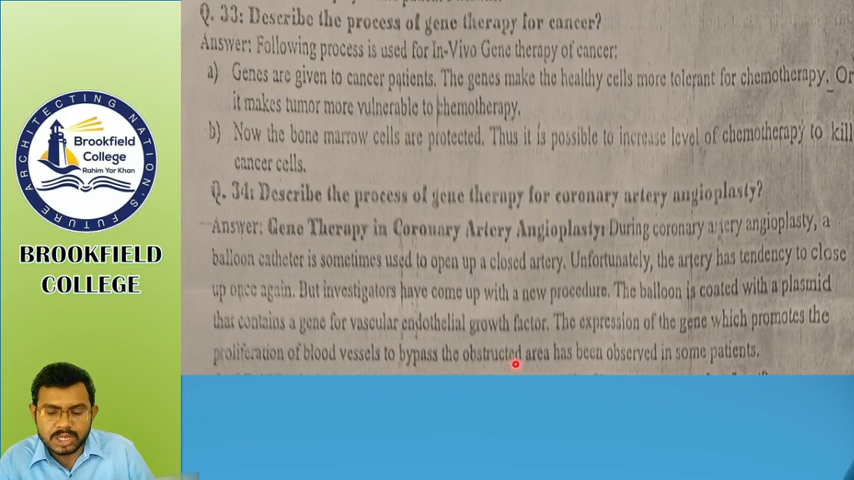 Q. 33: Describe the process of gene therapy for cancer?
Answer: Following process is used for In-Vivo Gene therapy of cancer:
a) Genes are given to cancer patients. The genes make the healthy cells more tolerant for chemotherapy. Or
it makes tumor more vulnerable to chemotherapy.
b) Now the bone marrow cells are protected. Thus it is possible to increase level of chemotherapy to kill
cancer cells.
Q. 34: Describe the process of gene therapy for coronary artery angioplasty?
Answer: Gene Therapy in Coronary Artery Angioplasty: During coronary artery angioplasty, a
balloon catheter is sometimes used to open up a closed artery. Unfortunately, the artery has tendency to close
up once again. But investigators have come up with a new procedure. The balloon is coated with a plasmid
that contains a gene for vascular endothelial growth factor. The expression of the gene which promotes the
proliferation of blood vessels to bypass the obstructed area has been observed in some patients.
ARCHITECTING NATION'S FUTURE
Brookfield
College
Rahim Yar Khan
BROOKFIELD
COLLEGE